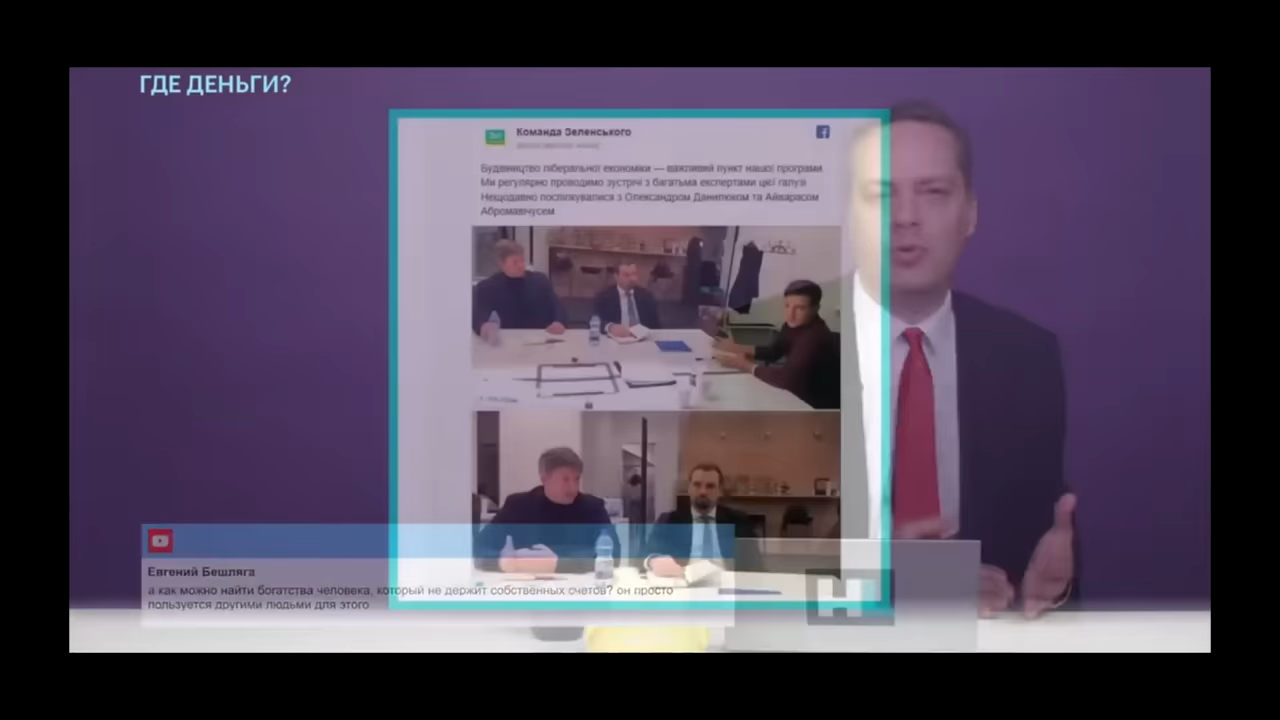 ГДЕ ДЕНЬГИ?
Команда Зеленського
Будівництво ліберальної економіки — важливий пункт нашої програми
Ми регулярно проводимо зустрічі з багатьма експертами цієї галузі
Нещодавно поспілкувалися з Олександром Данилюком та Айварасом
Абромавічусем
Евгений Бешляга
а как можно найти богатства человека, который не держит собственных счетов? он просто
пользуется другими людьми для этого
Н